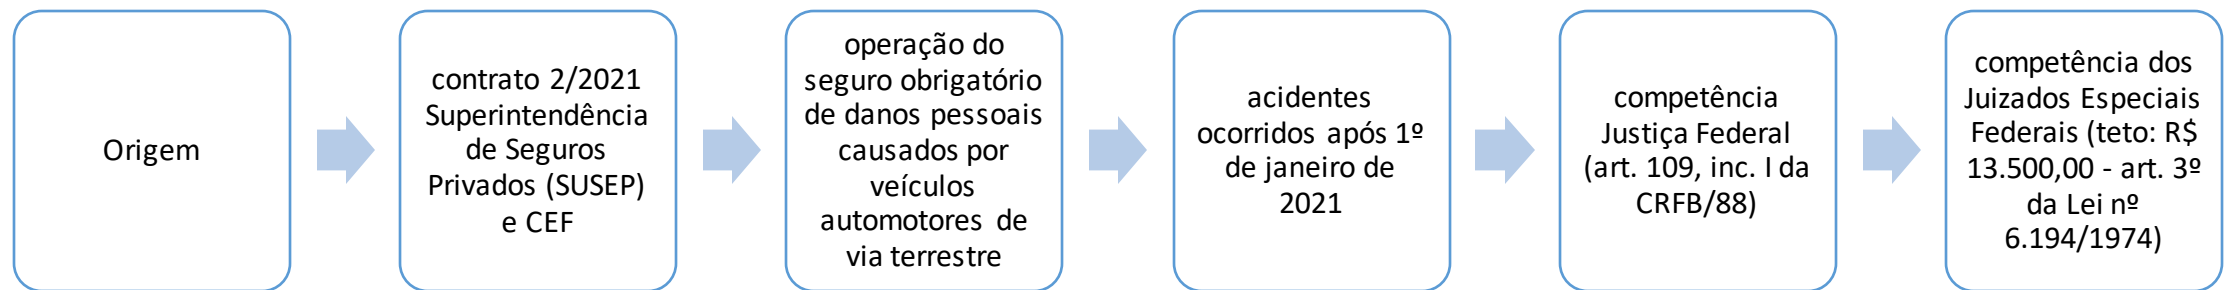 Origem
contrato 2/2021
Superintendência
de Seguros
Privados (SUSEP)
e CEF
operação do
seguro obrigatório
de danos pessoais
causados por
veículos
automotores de
via terrestre
acidentes
ocorridos após 1º
de janeiro de
2021
competência
Justiça Federal
(art. 109, inc. I da
CRFB/88)
competência dos
Juizados Especiais
Federais (teto: R$
13.500,00 - art. 3º
da Lei nº
6.194/1974)